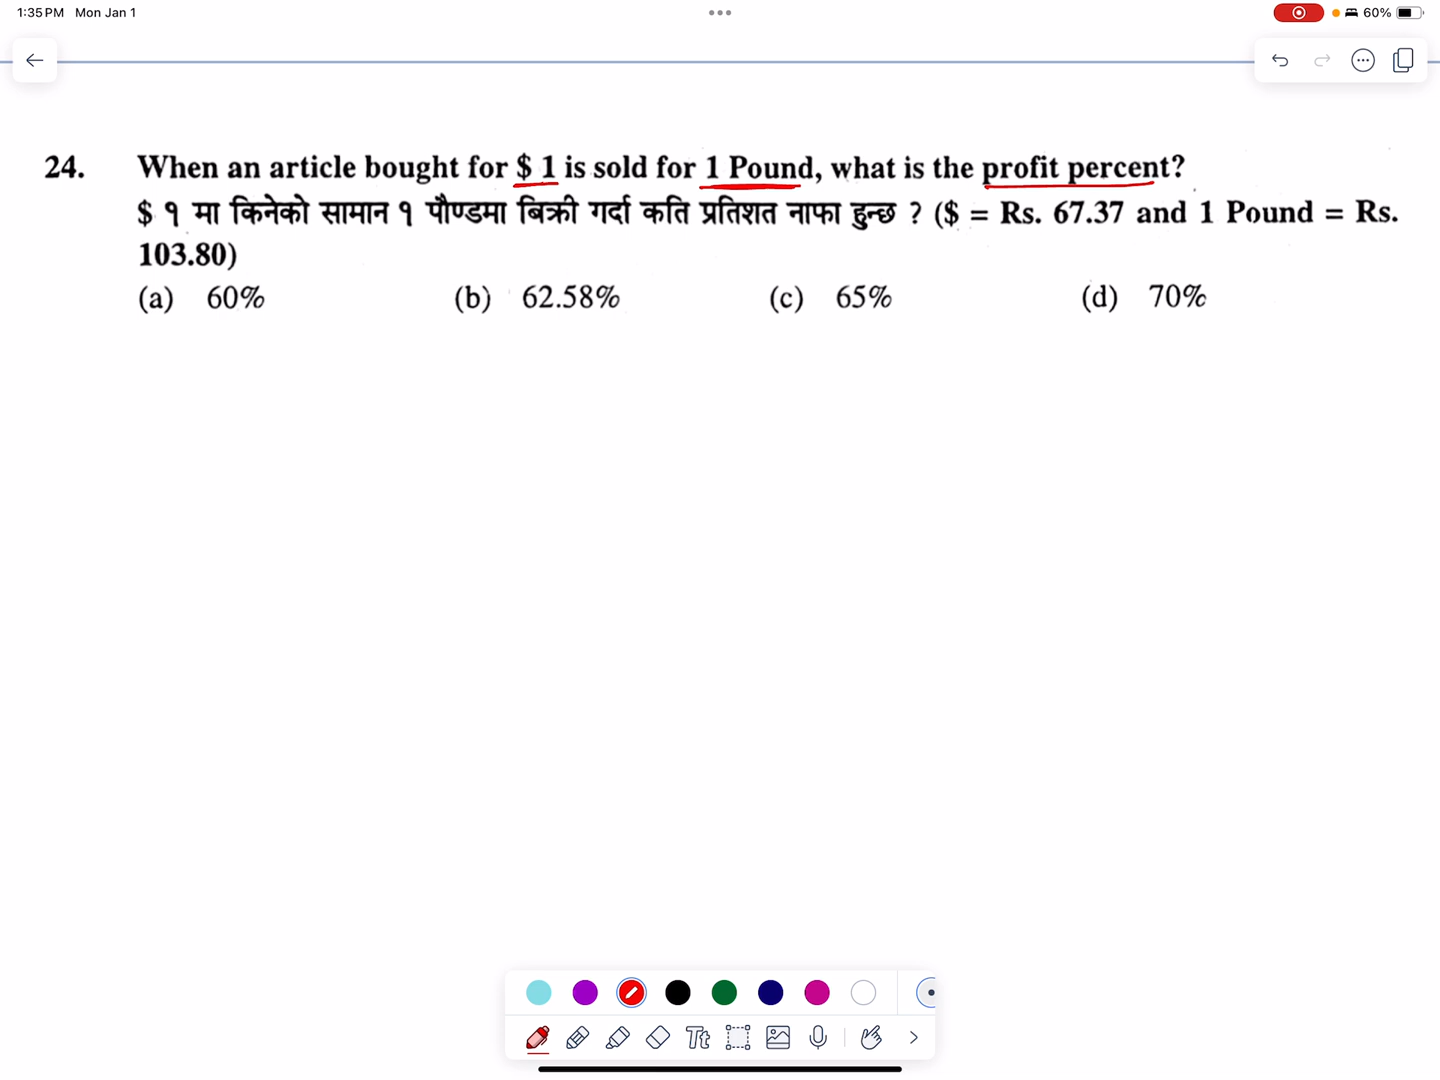 1:35 PM Mon Jan 1
60%
24. When an article bought for $ 1 is sold for 1 Pound, what is the profit percent?
$ १ मा किनेको सामान १ पौण्डमा बिक्री गर्दा कति प्रतिशत नाफा हुन्छ ? ($ = Rs. 67.37 and 1 Pound = Rs.
103.80)
(a) 60% (b) 62.58% (c) 65% (d) 70%
Tt